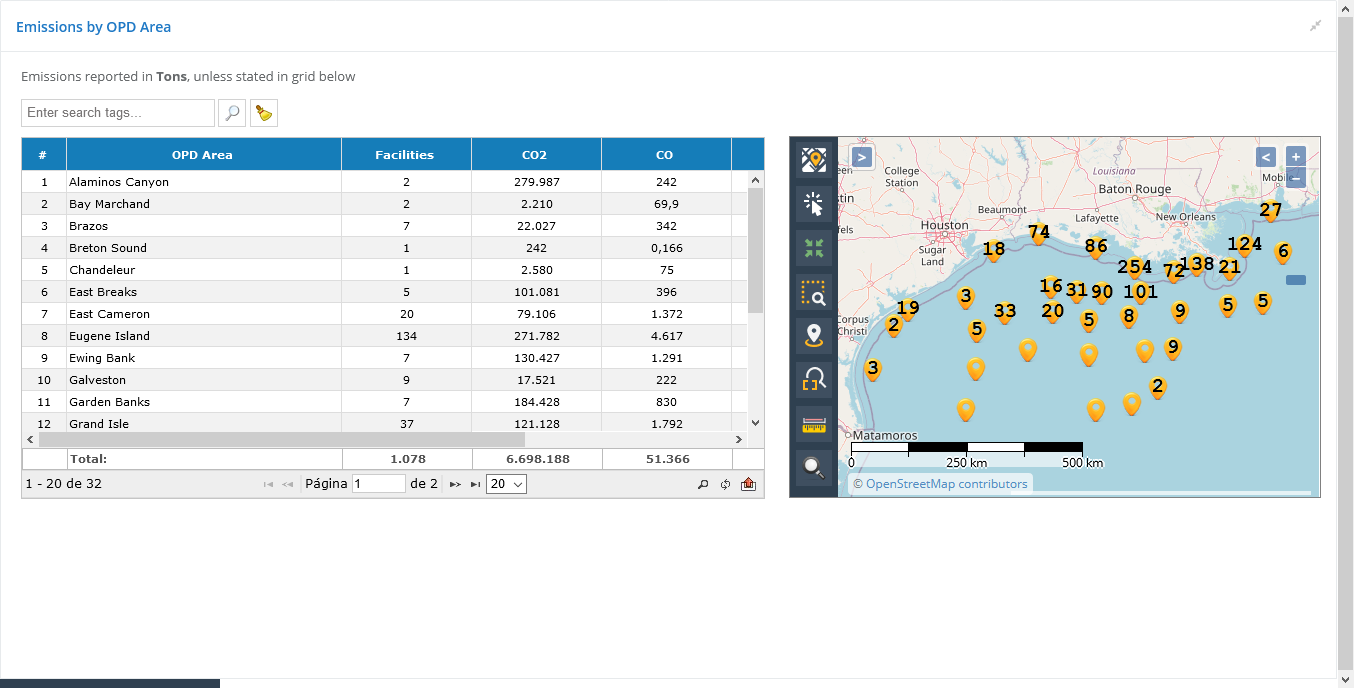 Emissions by OPD Area
Emissions reported in Tons, unless stated in grid below
Enter search tags...
# OPD Area Facilities CO2 CO
1 Alaminos Canyon 2 279.987 242
2 Bay Marchand 2 2.210 69,9
3 Brazos 7 22.027 342
4 Breton Sound 1 242 0,166
5 Chandeleur 1 2.580 75
6 East Breaks 5 101.081 396
7 East Cameron 20 79.106 1.372
8 Eugene Island 134 271.782 4.617
9 Ewing Bank 7 130.427 1.291
10 Galveston 9 17.521 222
11 Garden Banks 7 184.428 830
12 Grand Isle 37 121.128 1.792
Total: 1.078 6.698.188 51.366
1 - 20 de 32 Página 1 de 2 20
> < +
−
College
Station
Louisiana
Mobile
Baton Rouge
Beaumont
Lafayette
New Orleans
27
Houston
74
18
86
124
6
Sugar
Land
254
72
138
21
16
31
90
101
3
5
5
19
33
20
5
8
9
2
5
Corpus
Christi
9
3
2
Matamoros
0 250 km 500 km
© OpenStreetMap contributors